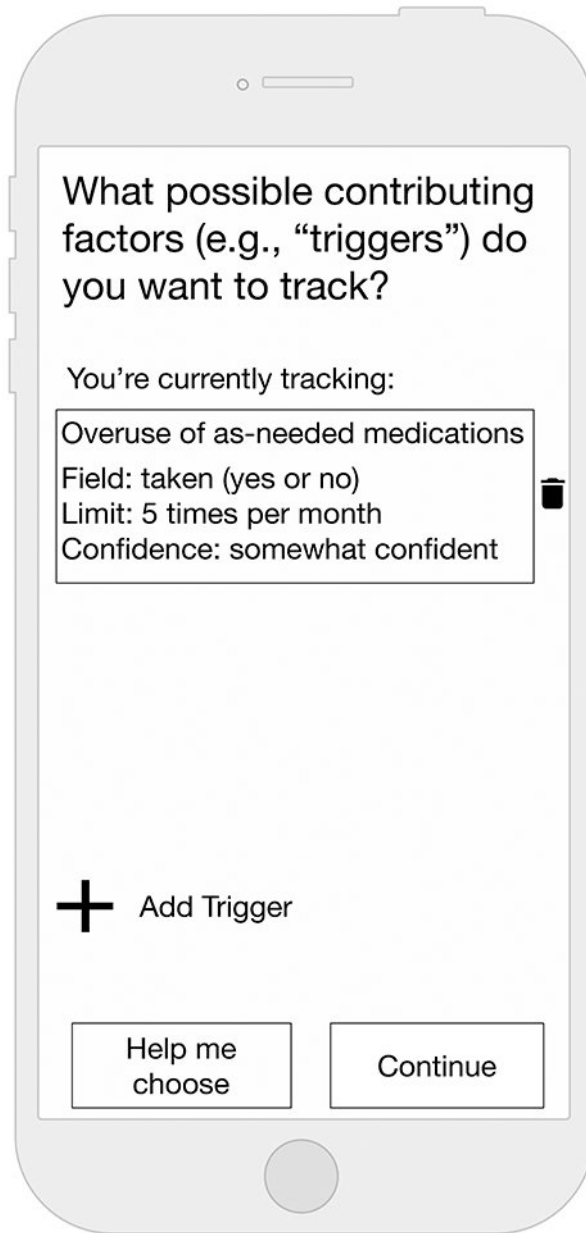 What possible contributing
factors (e.g., “triggers”) do
you want to track?
You’re currently tracking:
Overuse of as-needed medications
Field: taken (yes or no)
Limit: 5 times per month
Confidence: somewhat confident
Add Trigger
Help me
choose
Continue